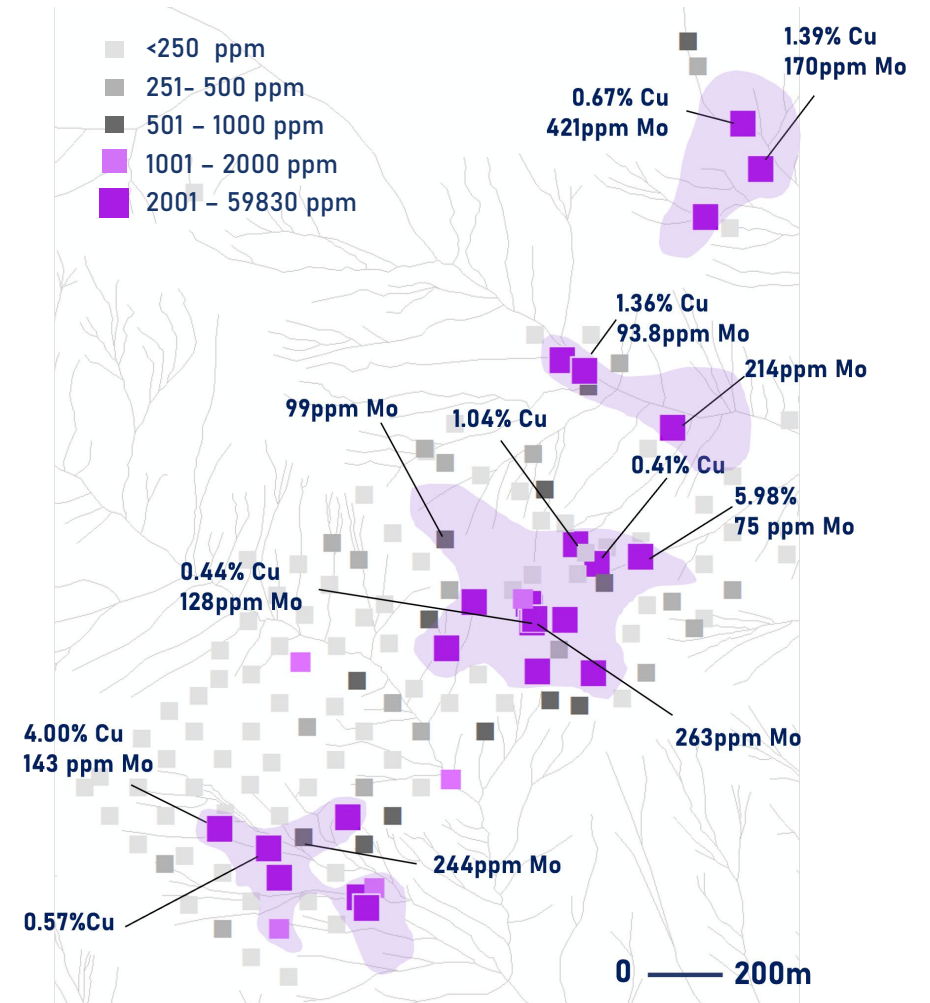 <250 ppm
251- 500 ppm
501 – 1000 ppm
1001 – 2000 ppm
2001 – 59830 ppm
1.39% Cu
170ppm Mo
0.67% Cu
421ppm Mo
1.36% Cu
93.8ppm Mo
214ppm Mo
99ppm Mo
1.04% Cu
0.41% Cu
5.98%
75 ppm Mo
0.44% Cu
128ppm Mo
263ppm Mo
4.00% Cu
143 ppm Mo
244ppm Mo
0.57%Cu
0
200m